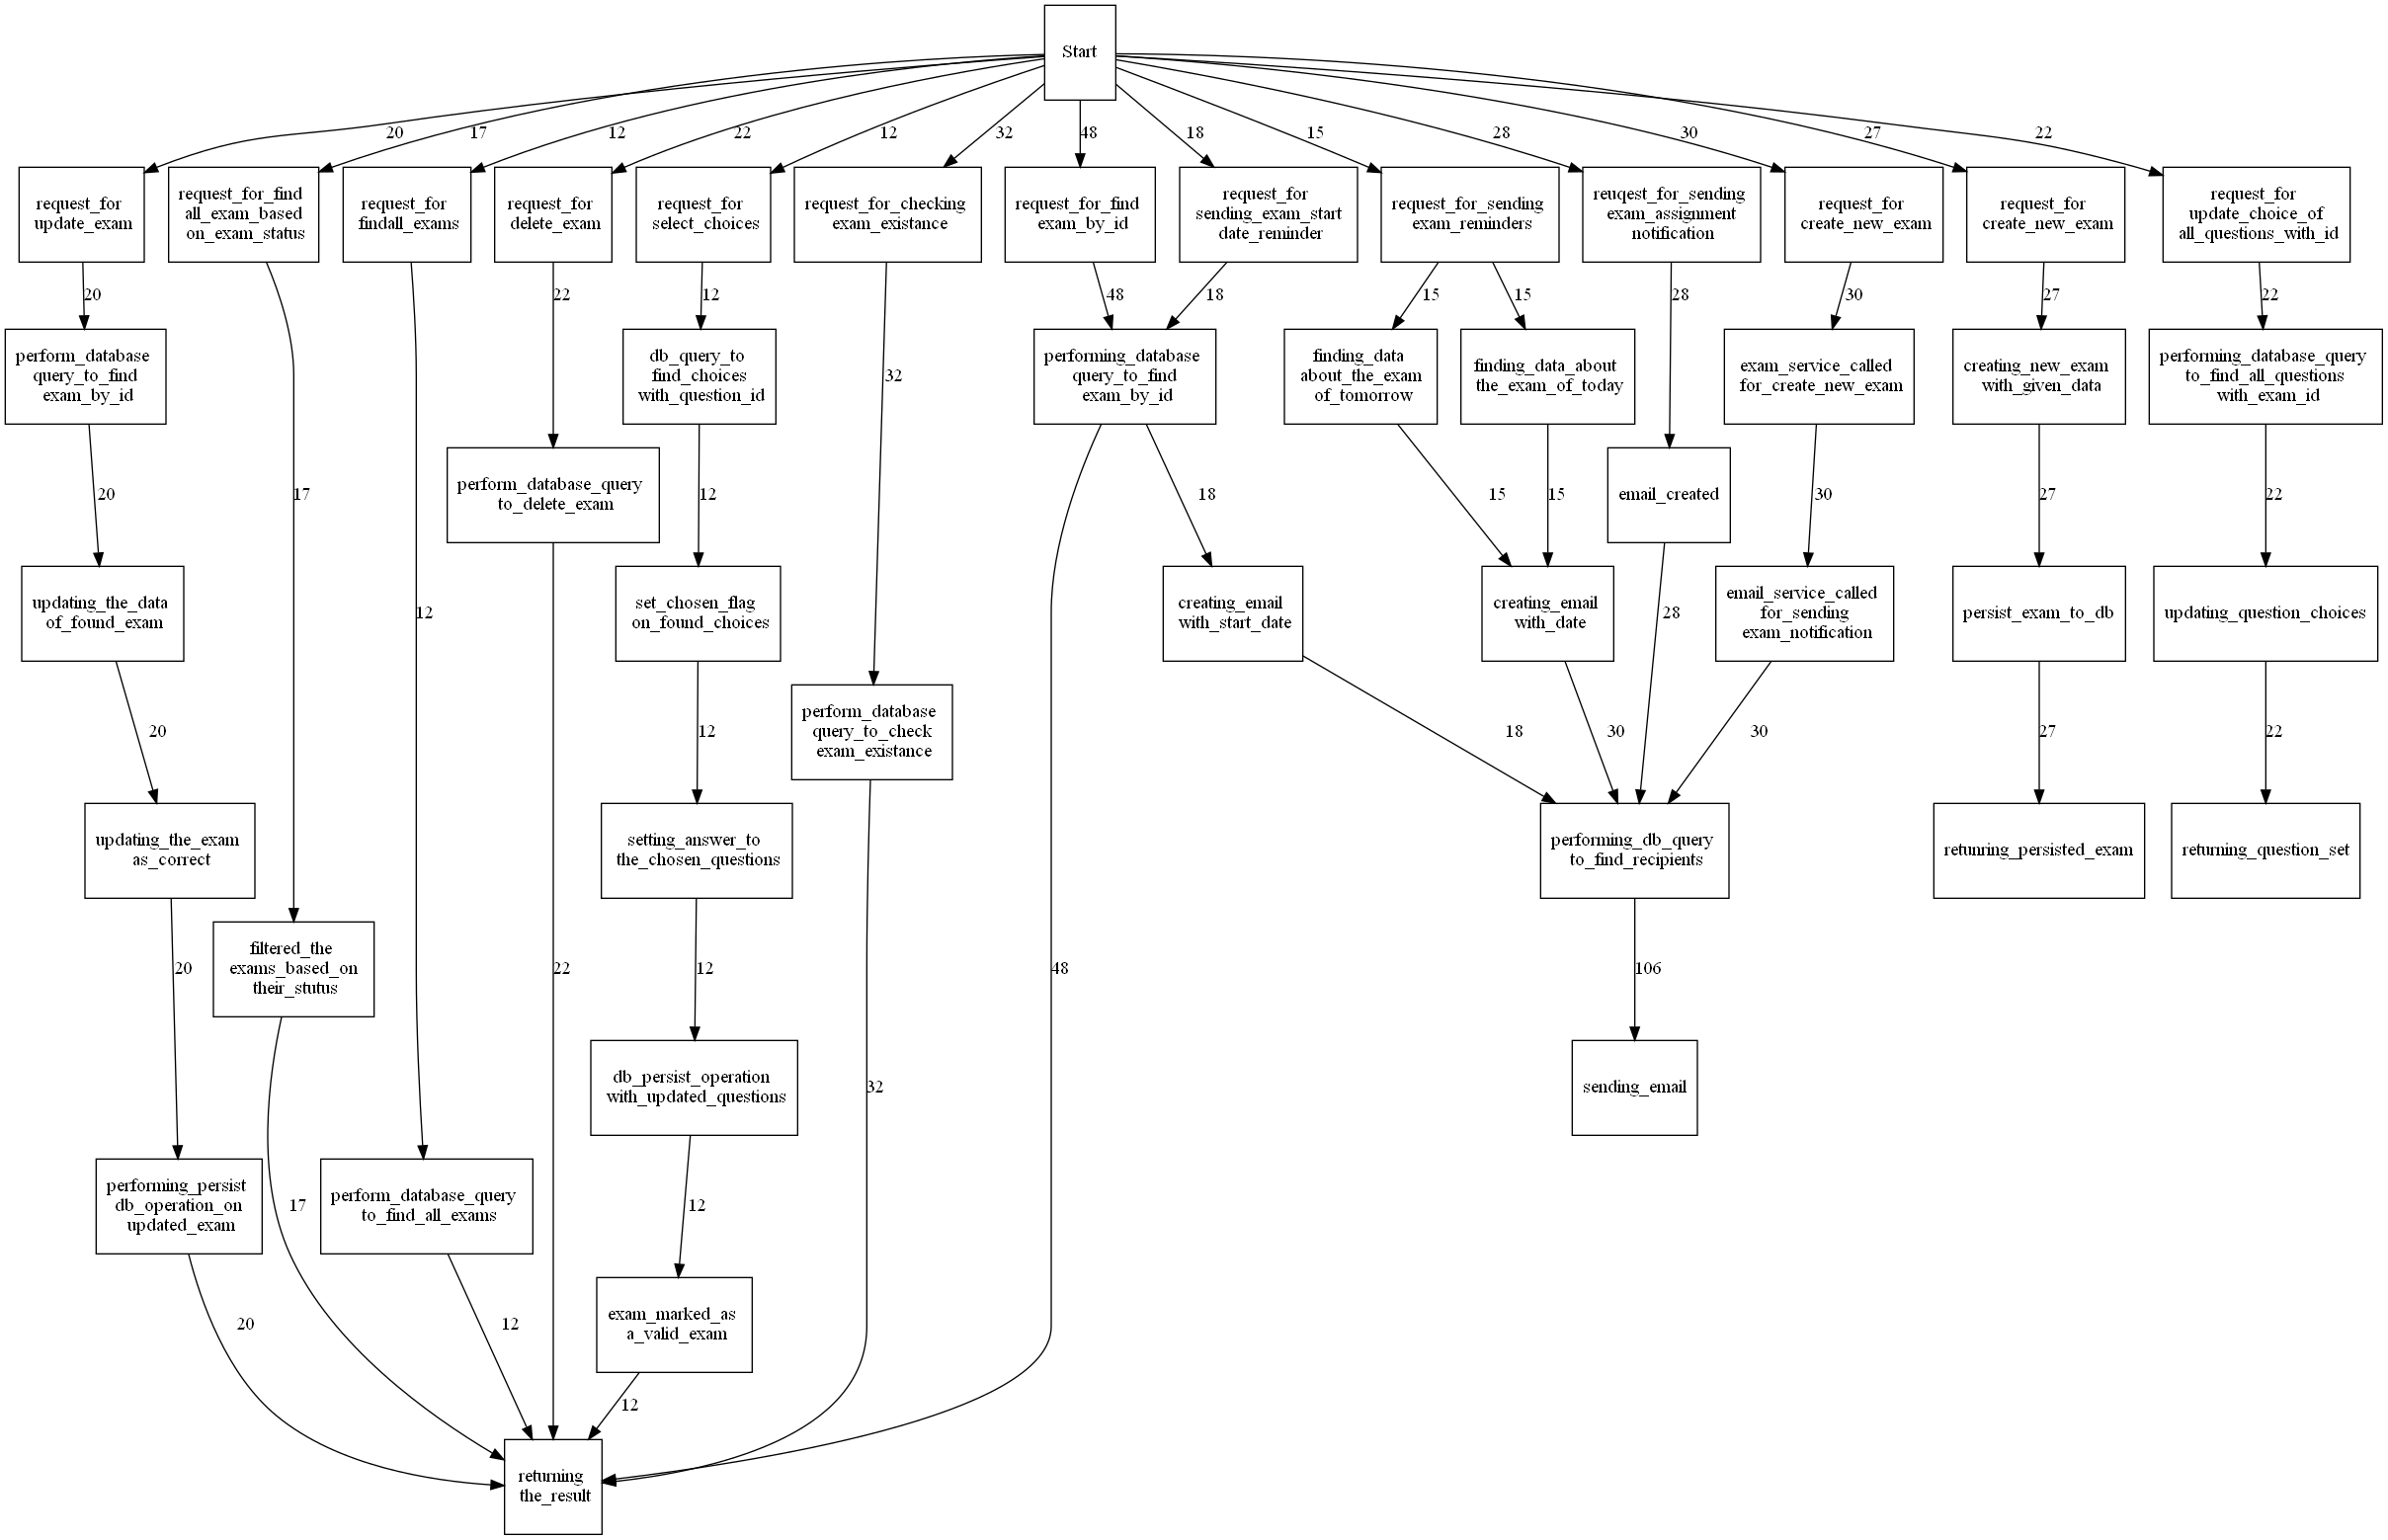 Start
20
17
12
22
12
32
48
18
15
28
30
27
22
request_for
update_exam
request_for_find
all_exam_based
on_exam_status
request_for
findall_exams
request_for
delete_exam
request_for
select_choices
request_for_checking
exam_existance
request_for_find
exam_by_id
request_for
sending_exam_start
date_reminder
request_for_sending
exam_reminders
reuqest_for_sending
exam_assignment
notification
request_for
create_new_exam
request_for
create_new_exam
request_for
update_choice_of
all_questions_with_id
20
22
12
48
18
15
15
28
30
27
22
perform_database
query_to_find
exam_by_id
db_query_to
find_choices
with_question_id
32
performing_database
query_to_find
exam_by_id
finding_data
about_the_exam
of_tomorrow
finding_data_about
the_exam_of_today
exam_service_called
for_create_new_exam
creating_new_exam
with_given_data
performing_database_query
to_find_all_questions
with_exam_id
20
17
perform_database_query
to_delete_exam
12
18
15
15
email_created
30
27
22
updating_the_data
of_found_exam
12
set_chosen_flag
on_found_choices
creating_email
with_start_date
creating_email
with_date
28
email_service_called
for_sending
exam_notification
persist_exam_to_db
updating_question_choices
20
12
perform_database
query_to_check
exam_existance
18
30
30
27
22
updating_the_exam
as_correct
setting_answer_to
the_chosen_questions
performing_db_query
to_find_recipients
retunring_persisted_exam
returning_question_set
20
filtered_the
exams_based_on
their_stutus
22
12
48
106
db_persist_operation
with_updated_questions
32
sending_email
performing_persist
db_operation_on
updated_exam
17
perform_database_query
to_find_all_exams
12
20
12
exam_marked_as
a_valid_exam
12
returning
the_result